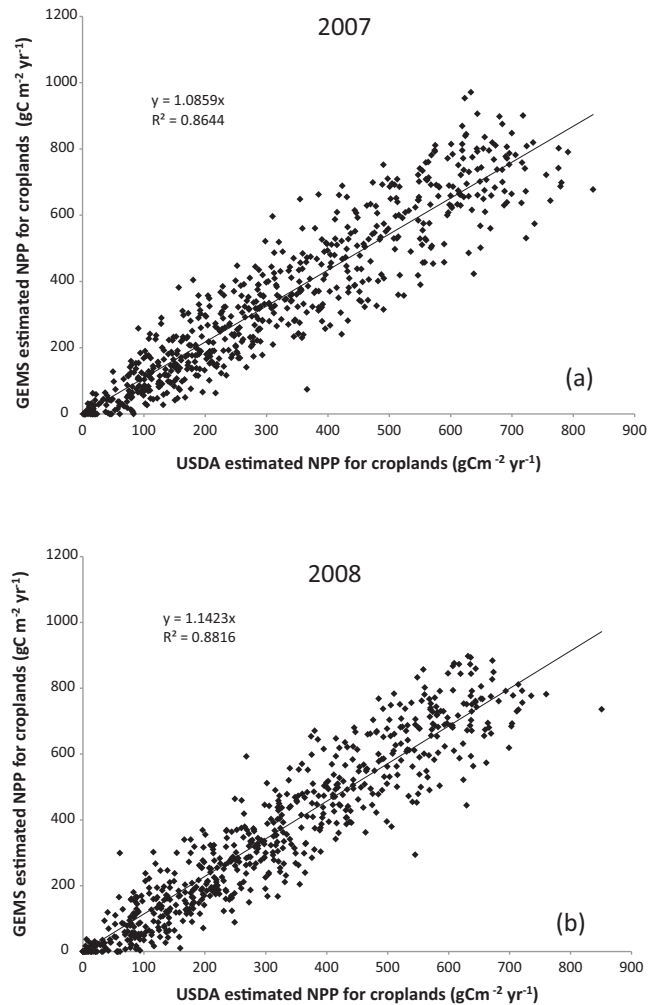 2007
1200
1000
800
600
400
200
0
GEMS estimated NPP for croplands (gC m⁻² yr⁻¹)
y = 1.0859x
R² = 0.8644
(a)
0 100 200 300 400 500 600 700 800 900
USDA estimated NPP for croplands (gCm⁻² yr⁻¹)
2008
1200
1000
800
600
400
200
0
GEMS estimated NPP for croplands (gC m⁻² yr⁻¹)
y = 1.1423x
R² = 0.8816
(b)
0 100 200 300 400 500 600 700 800 900
USDA estimated NPP for croplands (gCm⁻² yr⁻¹)